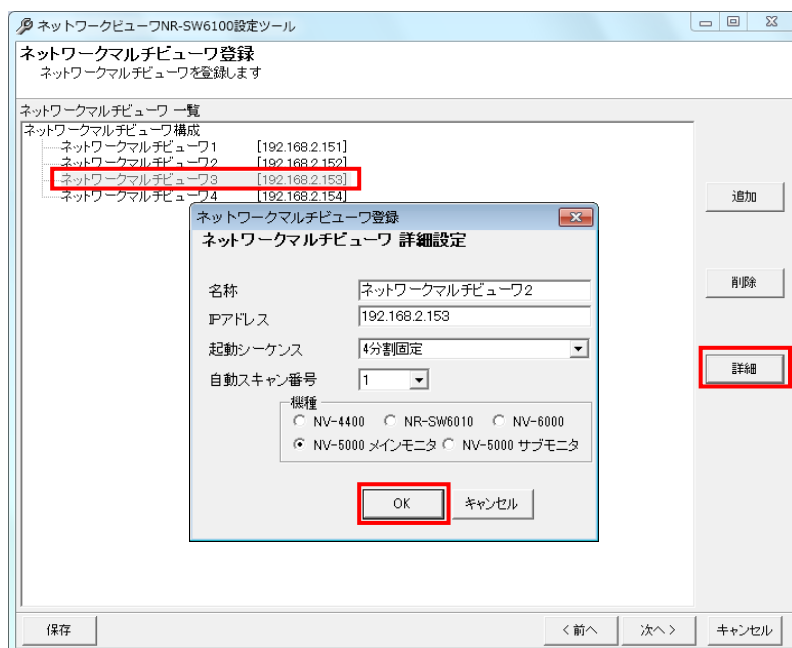 ネットワークビューワNR-SW6100設定ツール
ネットワークマルチビューワ登録
ネットワークマルチビューワを登録します
ネットワークマルチビューワ 一覧
ネットワークマルチビューワ構成
ネットワークマルチビューワ1 [192.168.2.151]
ネットワークマルチビューワ2 [192.168.2.152]
ネットワークマルチビューワ3 [192.168.2.153]
ネットワークマルチビューワ4 [192.168.2.154]
追加
削除
詳細
ネットワークマルチビューワ登録
ネットワークマルチビューワ 詳細設定
名称 ネットワークマルチビューワ2
IPアドレス 192.168.2.153
起動シーケンス 4分割固定
自動スキャン番号 1
機種
NV-4400 NR-SW6010 NV-6000
NV-5000 メインモニタ NV-5000 サブモニタ
OK キャンセル
保存 <前へ 次へ> キャンセル